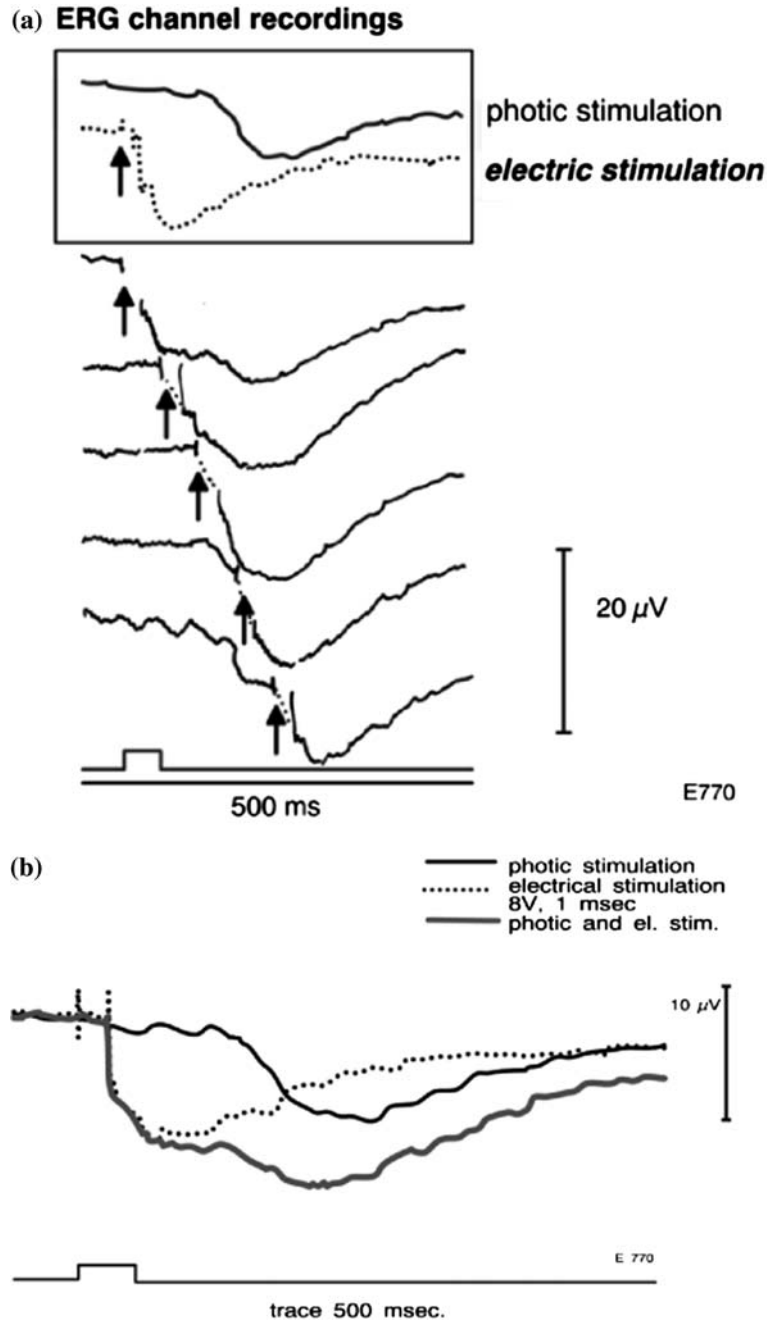 (a) ERG channel recordings
photic stimulation
electric stimulation
20 µV
500 ms
E770
(b)
photic stimulation
electrical stimulation
8V, 1 msec
photic and el. stim.
10 µV
E 770
trace 500 msec.